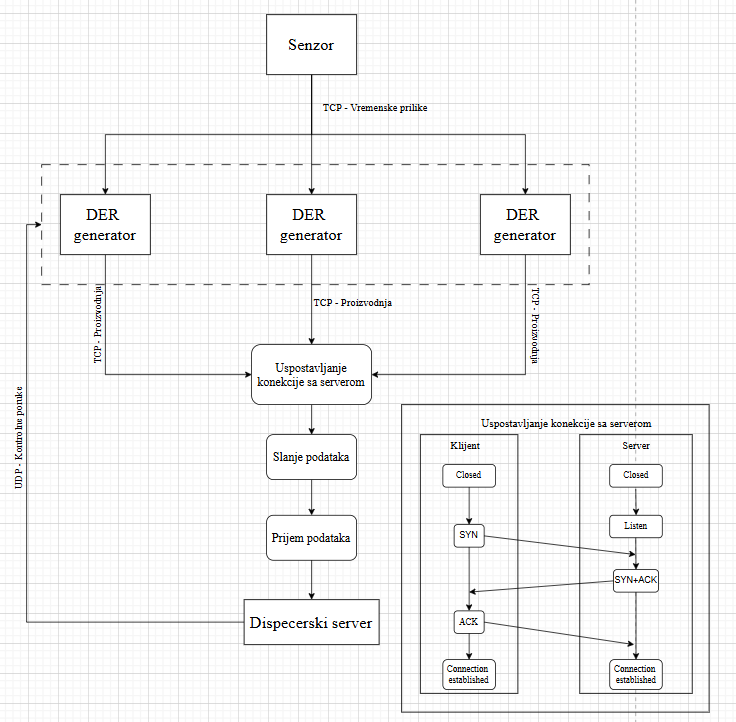 Senzor
TCP - Vremenske prilike
DER
generator
DER
generator
DER
generator
TCP - Proizvodnja
TCP - Proizvodnja
TCP - Proizvodnja
Uspostavljanje
konekcije sa serverom
Slanje podataka
Prijem podataka
Dispecerski server
UDP - Kontrolne poruke
Uspostavljanje konekcije sa serverom
Klijent
Closed
SYN
ACK
Connection
established
Server
Closed
Listen
SYN+ACK
Connection
established